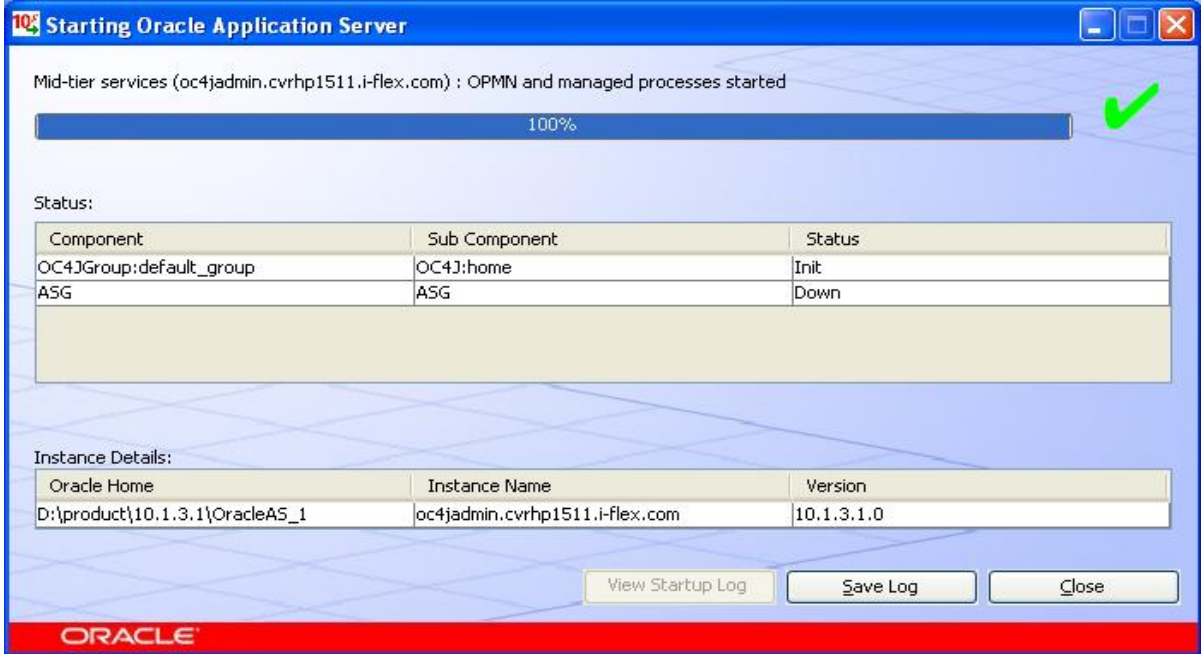 10g Starting Oracle Application Server
Mid-tier services (oc4jadmin.cvrhp1511.i-flex.com) : OPMN and managed processes started
100%
Status:
Component Sub Component Status
OC4JGroup:default_group OC4J:home Init
ASG ASG Down
Instance Details:
Oracle Home Instance Name Version
D:\product\10.1.3.1\OracleAS_1 oc4jadmin.cvrhp1511.i-flex.com 10.1.3.1.0
View Startup Log Save Log Close
ORACLE